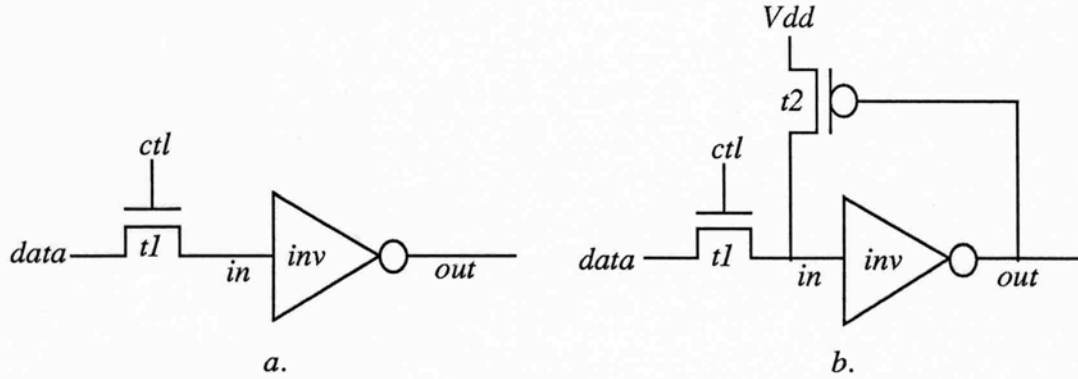 ctl
data
t1
in
inv
out
a.
Vdd
t2
ctl
data
t1
in
inv
out
b.